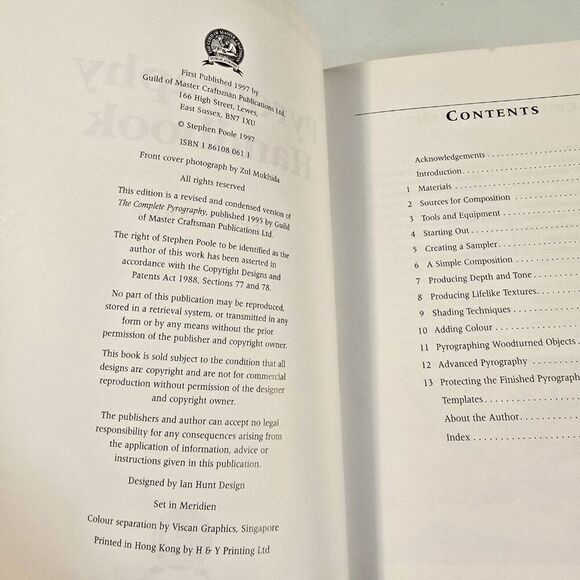 First Published 1997 by
Guild of Master Craftsman Publications Ltd.
166 High Street, Lewes,
East Sussex, BN7 1XU
© Stephen Poole 1997
ISBN 1 86108 061 1
Front cover photograph by Zul Mukhida
All rights reserved
This edition is a revised and condensed version of
The Complete Pyrography, published 1995 by Guild
of Master Craftsman Publications Ltd.
The right of Stephen Poole to be identified as the
author of this work has been asserted in
accordance with the Copyright Designs and
Patents Act 1988, Sections 77 and 78.
No part of this publication may be reproduced,
stored in a retrieval system, or transmitted in any
form or by any means without the prior
permission of the publisher and copyright owner.
This book is sold subject to the condition that all
designs are copyright and are not for commercial
reproduction without permission of the designer
and copyright owner.
The publishers and author can accept no legal
responsibility for any consequences arising from
the application of information, advice or
instructions given in this publication.
Designed by Ian Hunt Design
Set in Meridien
Colour separation by Viscan Graphics, Singapore
Printed in Hong Kong by H & Y Printing Ltd
CONTENTS
Acknowledgements
Introduction
1 Materials
2 Sources for Composition
3 Tools and Equipment
4 Starting Out
5 Creating a Sampler
6 A Simple Composition
7 Producing Depth and Tone
8 Producing Lifelike Textures
9 Shading Techniques
10 Adding Colour
11 Pyrographing Woodturned Objects
12 Advanced Pyrography
13 Protecting the Finished Pyrograph
Templates
About the Author
Index